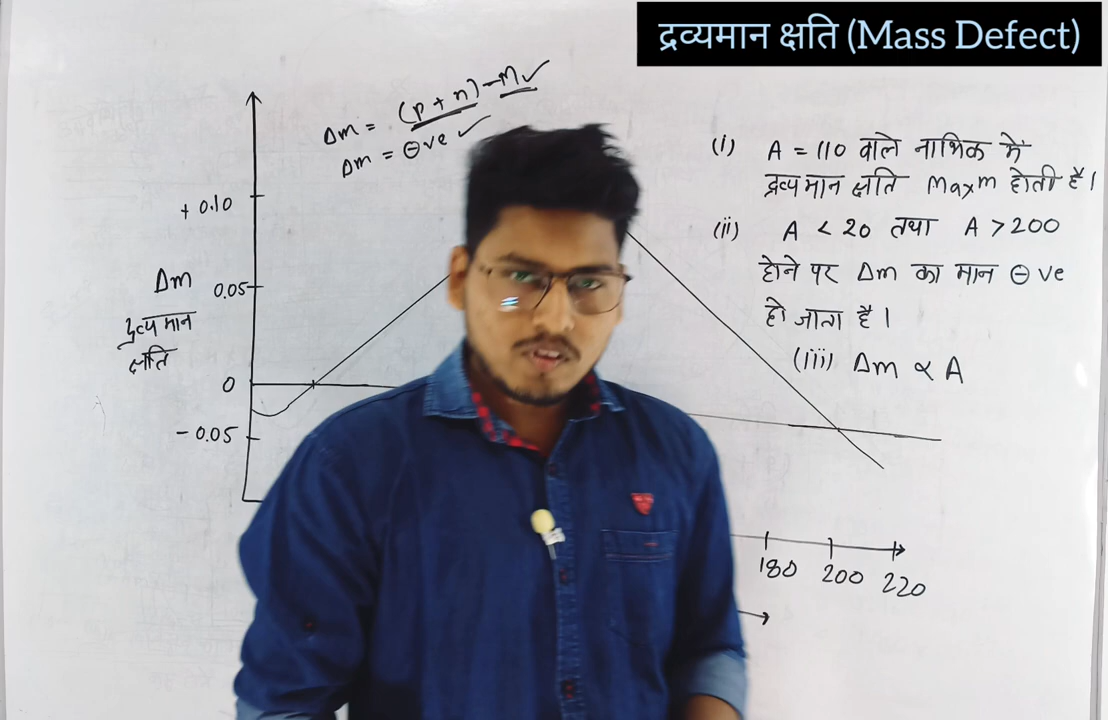 द्रव्यमान क्षति (Mass Defect)
Δm = (p + n) - M ✓
Δm = ⊖ve ✓
+ 0.10
Δm
0.05
द्रव्यमान
क्षति
0
- 0.05
(i) A = 110 वाले नाभिक में
द्रव्यमान क्षति Maxm होती है।
(ii) A < 20 तथा A > 200
होने पर Δm का मान ⊖ ve
हो जाता है।
(iii) Δm ∝ A
180 200 220